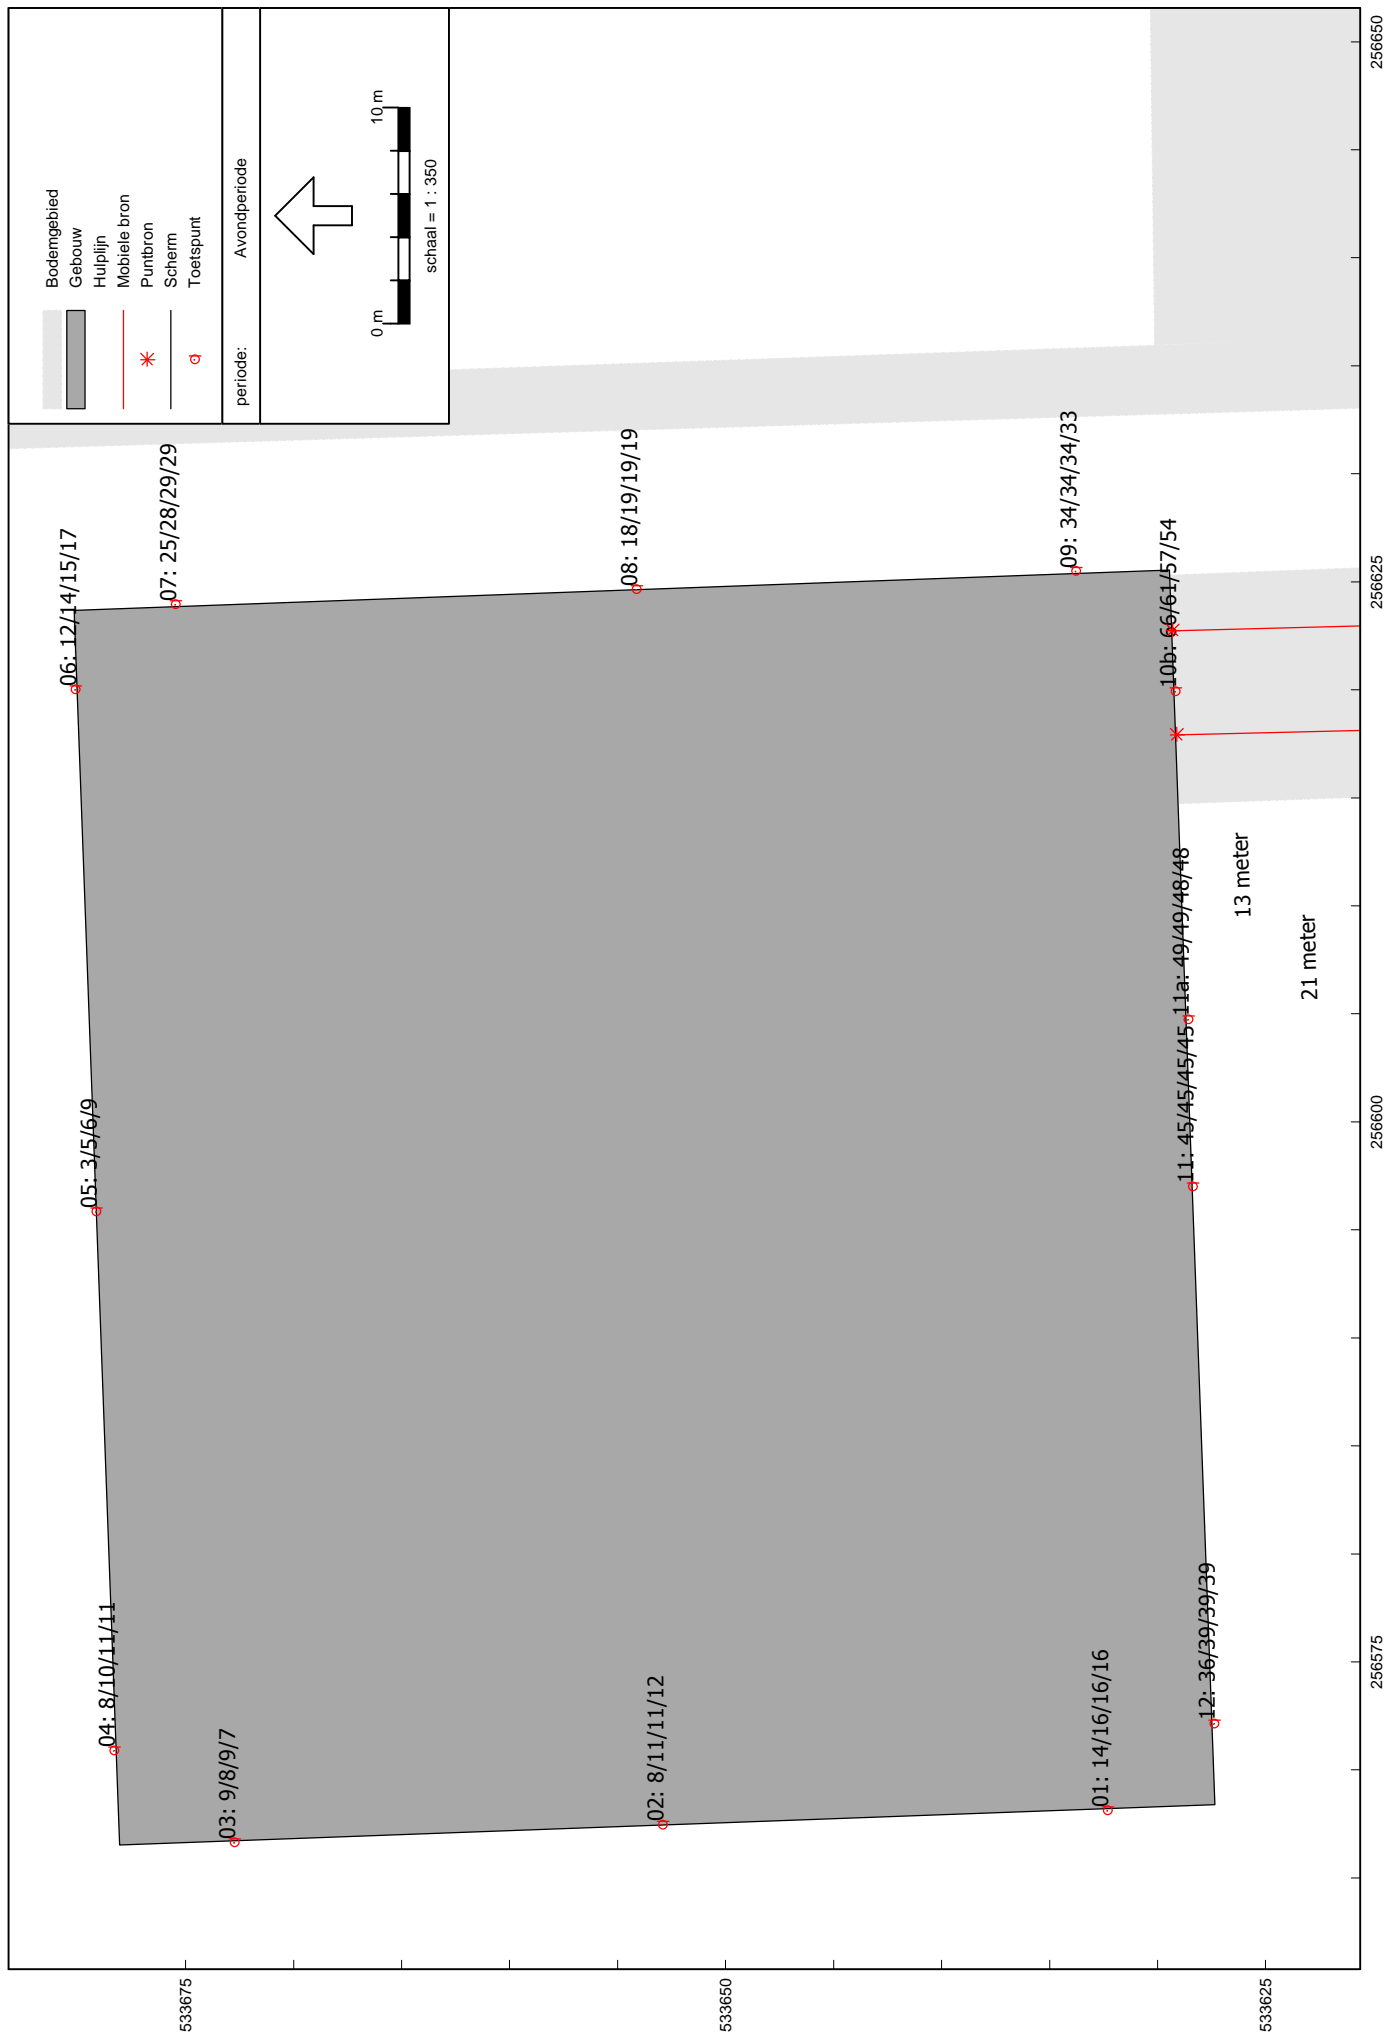 Bodemgebied
Gebouw
Hulplijn
Mobiele bron
Puntbron
Scherm
Toetspunt
periode: Avondperiode
0 m 10 m
schaal = 1 : 350
04: 8/10/11/11
05: 3/5/6/9
06: 12/14/15/17
03: 9/8/9/7
07: 25/28/29/29
02: 8/11/11/12
08: 18/19/19/19
01: 14/16/16/16
09: 34/34/34/33
12: 36/39/39/39
11: 45/45/45/45
11a: 49/49/48/48
10b: 66/61/57/54
13 meter
21 meter
533675
533650
533625
256575
256600
256625
256650